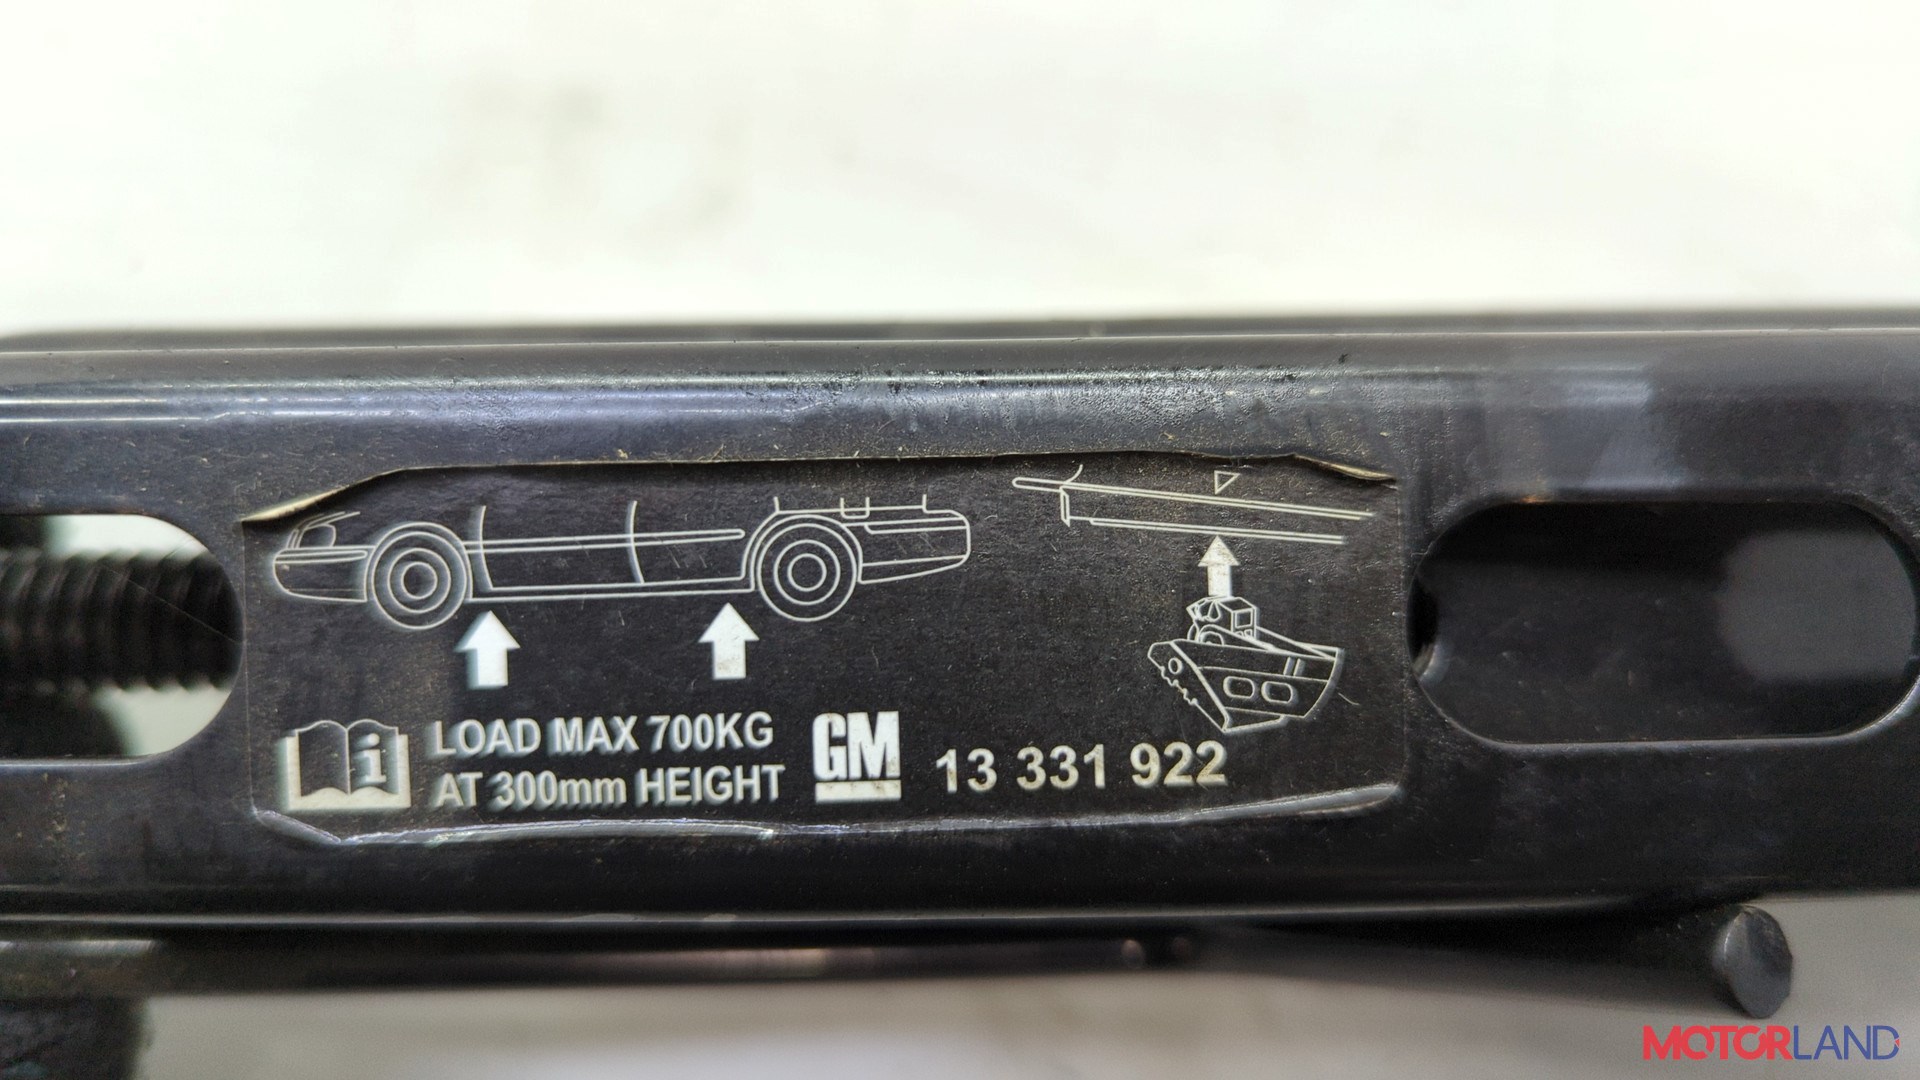 LOAD MAX 700KG
AT 300mm HEIGHT
GM
13 331 922
i
MOTORLAND